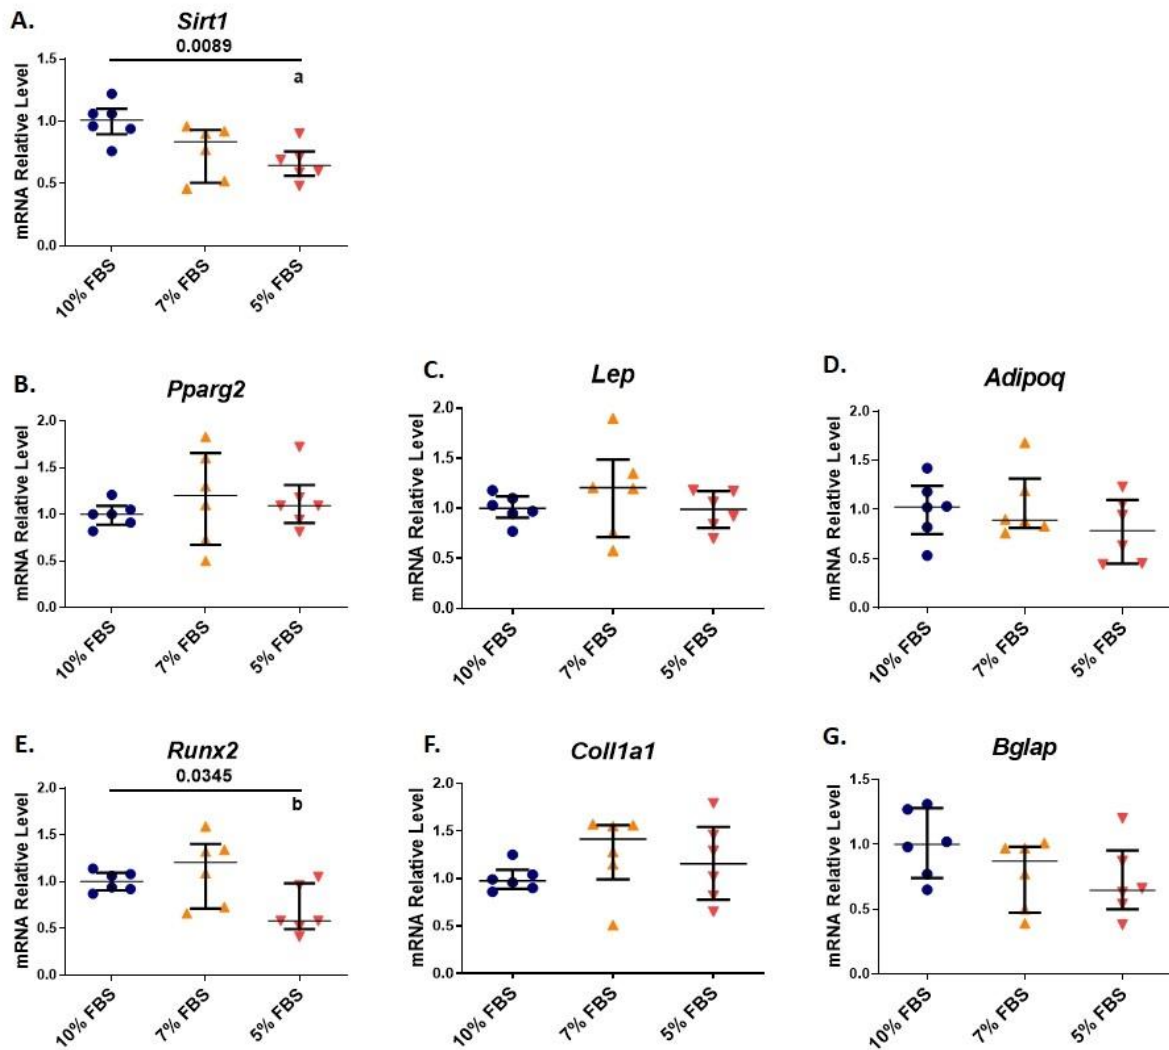 A.
Sirt1
0.0089
a
mRNA Relative Level
1.5
1.0
0.5
0.0
10% FBS
7% FBS
5% FBS
B.
Pparg2
mRNA Relative Level
2.0
1.5
1.0
0.5
0.0
10% FBS
7% FBS
5% FBS
C.
Lep
mRNA Relative Level
2.0
1.5
1.0
0.5
0.0
10% FBS
7% FBS
5% FBS
D.
Adipoq
mRNA Relative Level
2.0
1.5
1.0
0.5
0.0
10% FBS
7% FBS
5% FBS
E.
Runx2
0.0345
b
mRNA Relative Level
2.0
1.5
1.0
0.5
0.0
10% FBS
7% FBS
5% FBS
F.
Coll1a1
mRNA Relative Level
2.0
1.5
1.0
0.5
0.0
10% FBS
7% FBS
5% FBS
G.
Bglap
mRNA Relative Level
1.5
1.0
0.5
0.0
10% FBS
7% FBS
5% FBS